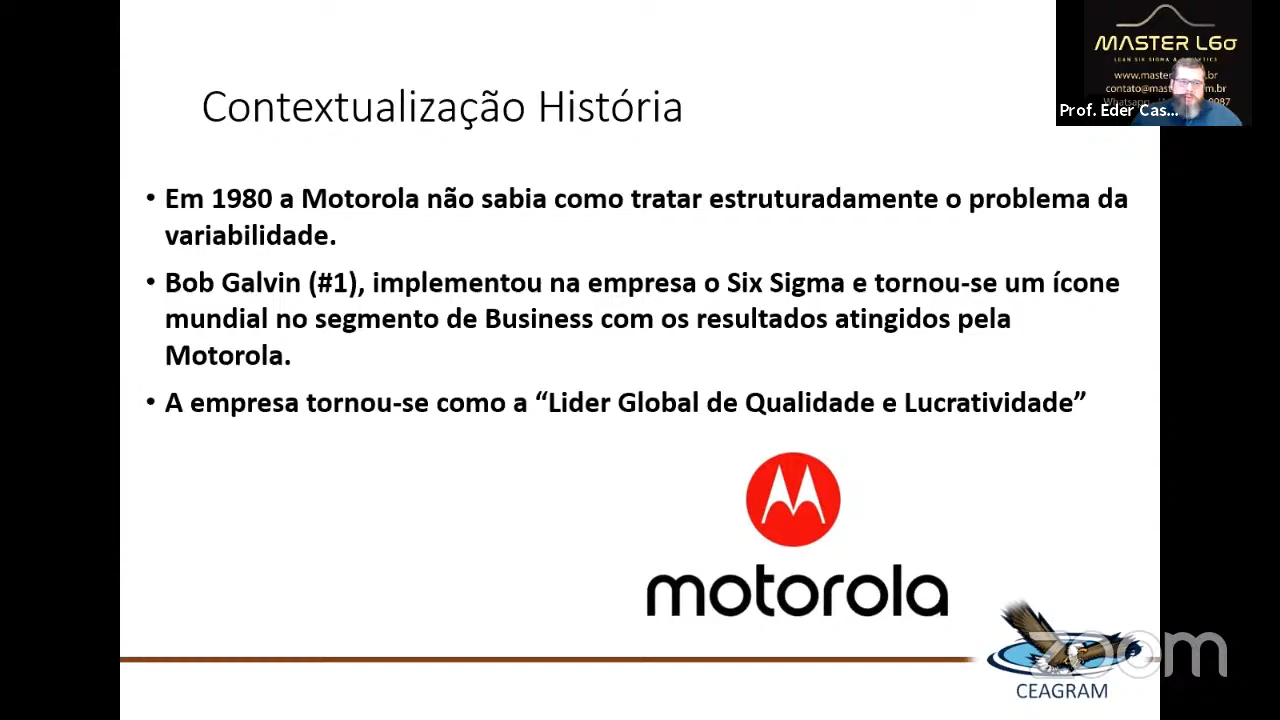 Contextualização História
• Em 1980 a Motorola não sabia como tratar estruturadamente o problema da
variabilidade.
• Bob Galvin (#1), implementou na empresa o Six Sigma e tornou-se um ícone
mundial no segmento de Business com os resultados atingidos pela
Motorola.
• A empresa tornou-se como a “Lider Global de Qualidade e Lucratividade”
motorola
CEAGRAM
zoom
MASTER L6σ
LEAN SIX SIGMA &
www.master
contato@mas
Prof. Eder Cas...